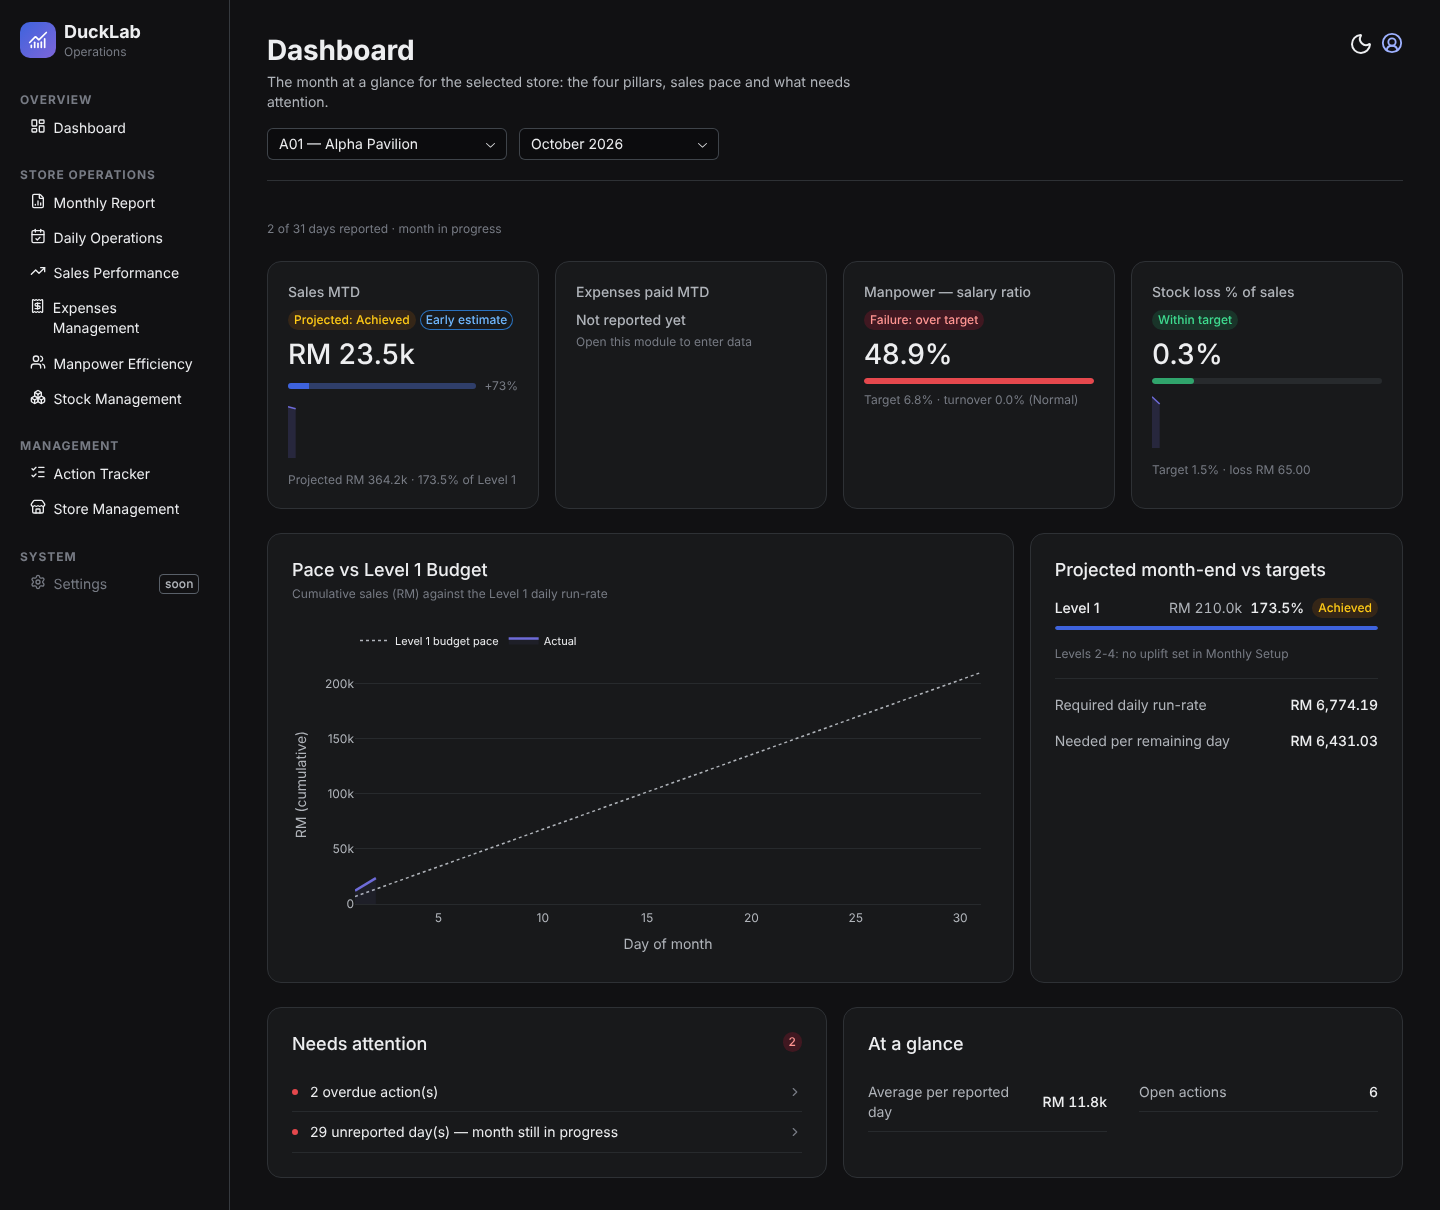 DuckLab
Operations
OVERVIEW
Dashboard
STORE OPERATIONS
Monthly Report
Daily Operations
Sales Performance
Expenses
Management
Manpower Efficiency
Stock Management
MANAGEMENT
Action Tracker
Store Management
SYSTEM
Settings soon
Dashboard
The month at a glance for the selected store: the four pillars, sales pace and what needs
attention.
A01 — Alpha Pavilion
October 2026
2 of 31 days reported · month in progress
Sales MTD
Projected: Achieved Early estimate
RM 23.5k
+73%
Projected RM 364.2k · 173.5% of Level 1
Expenses paid MTD
Not reported yet
Open this module to enter data
Manpower — salary ratio
Failure: over target
48.9%
Target 6.8% · turnover 0.0% (Normal)
Stock loss % of sales
Within target
0.3%
Target 1.5% · loss RM 65.00
Pace vs Level 1 Budget
Cumulative sales (RM) against the Level 1 daily run-rate
Level 1 budget pace Actual
RM (cumulative)
200k
150k
100k
50k
0
5 10 15 20 25 30
Day of month
Projected month-end vs targets
Level 1 RM 210.0k 173.5% Achieved
Levels 2-4: no uplift set in Monthly Setup
Required daily run-rate RM 6,774.19
Needed per remaining day RM 6,431.03
Needs attention 2
2 overdue action(s)
29 unreported day(s) — month still in progress
At a glance
Average per reported
day
RM 11.8k
Open actions 6